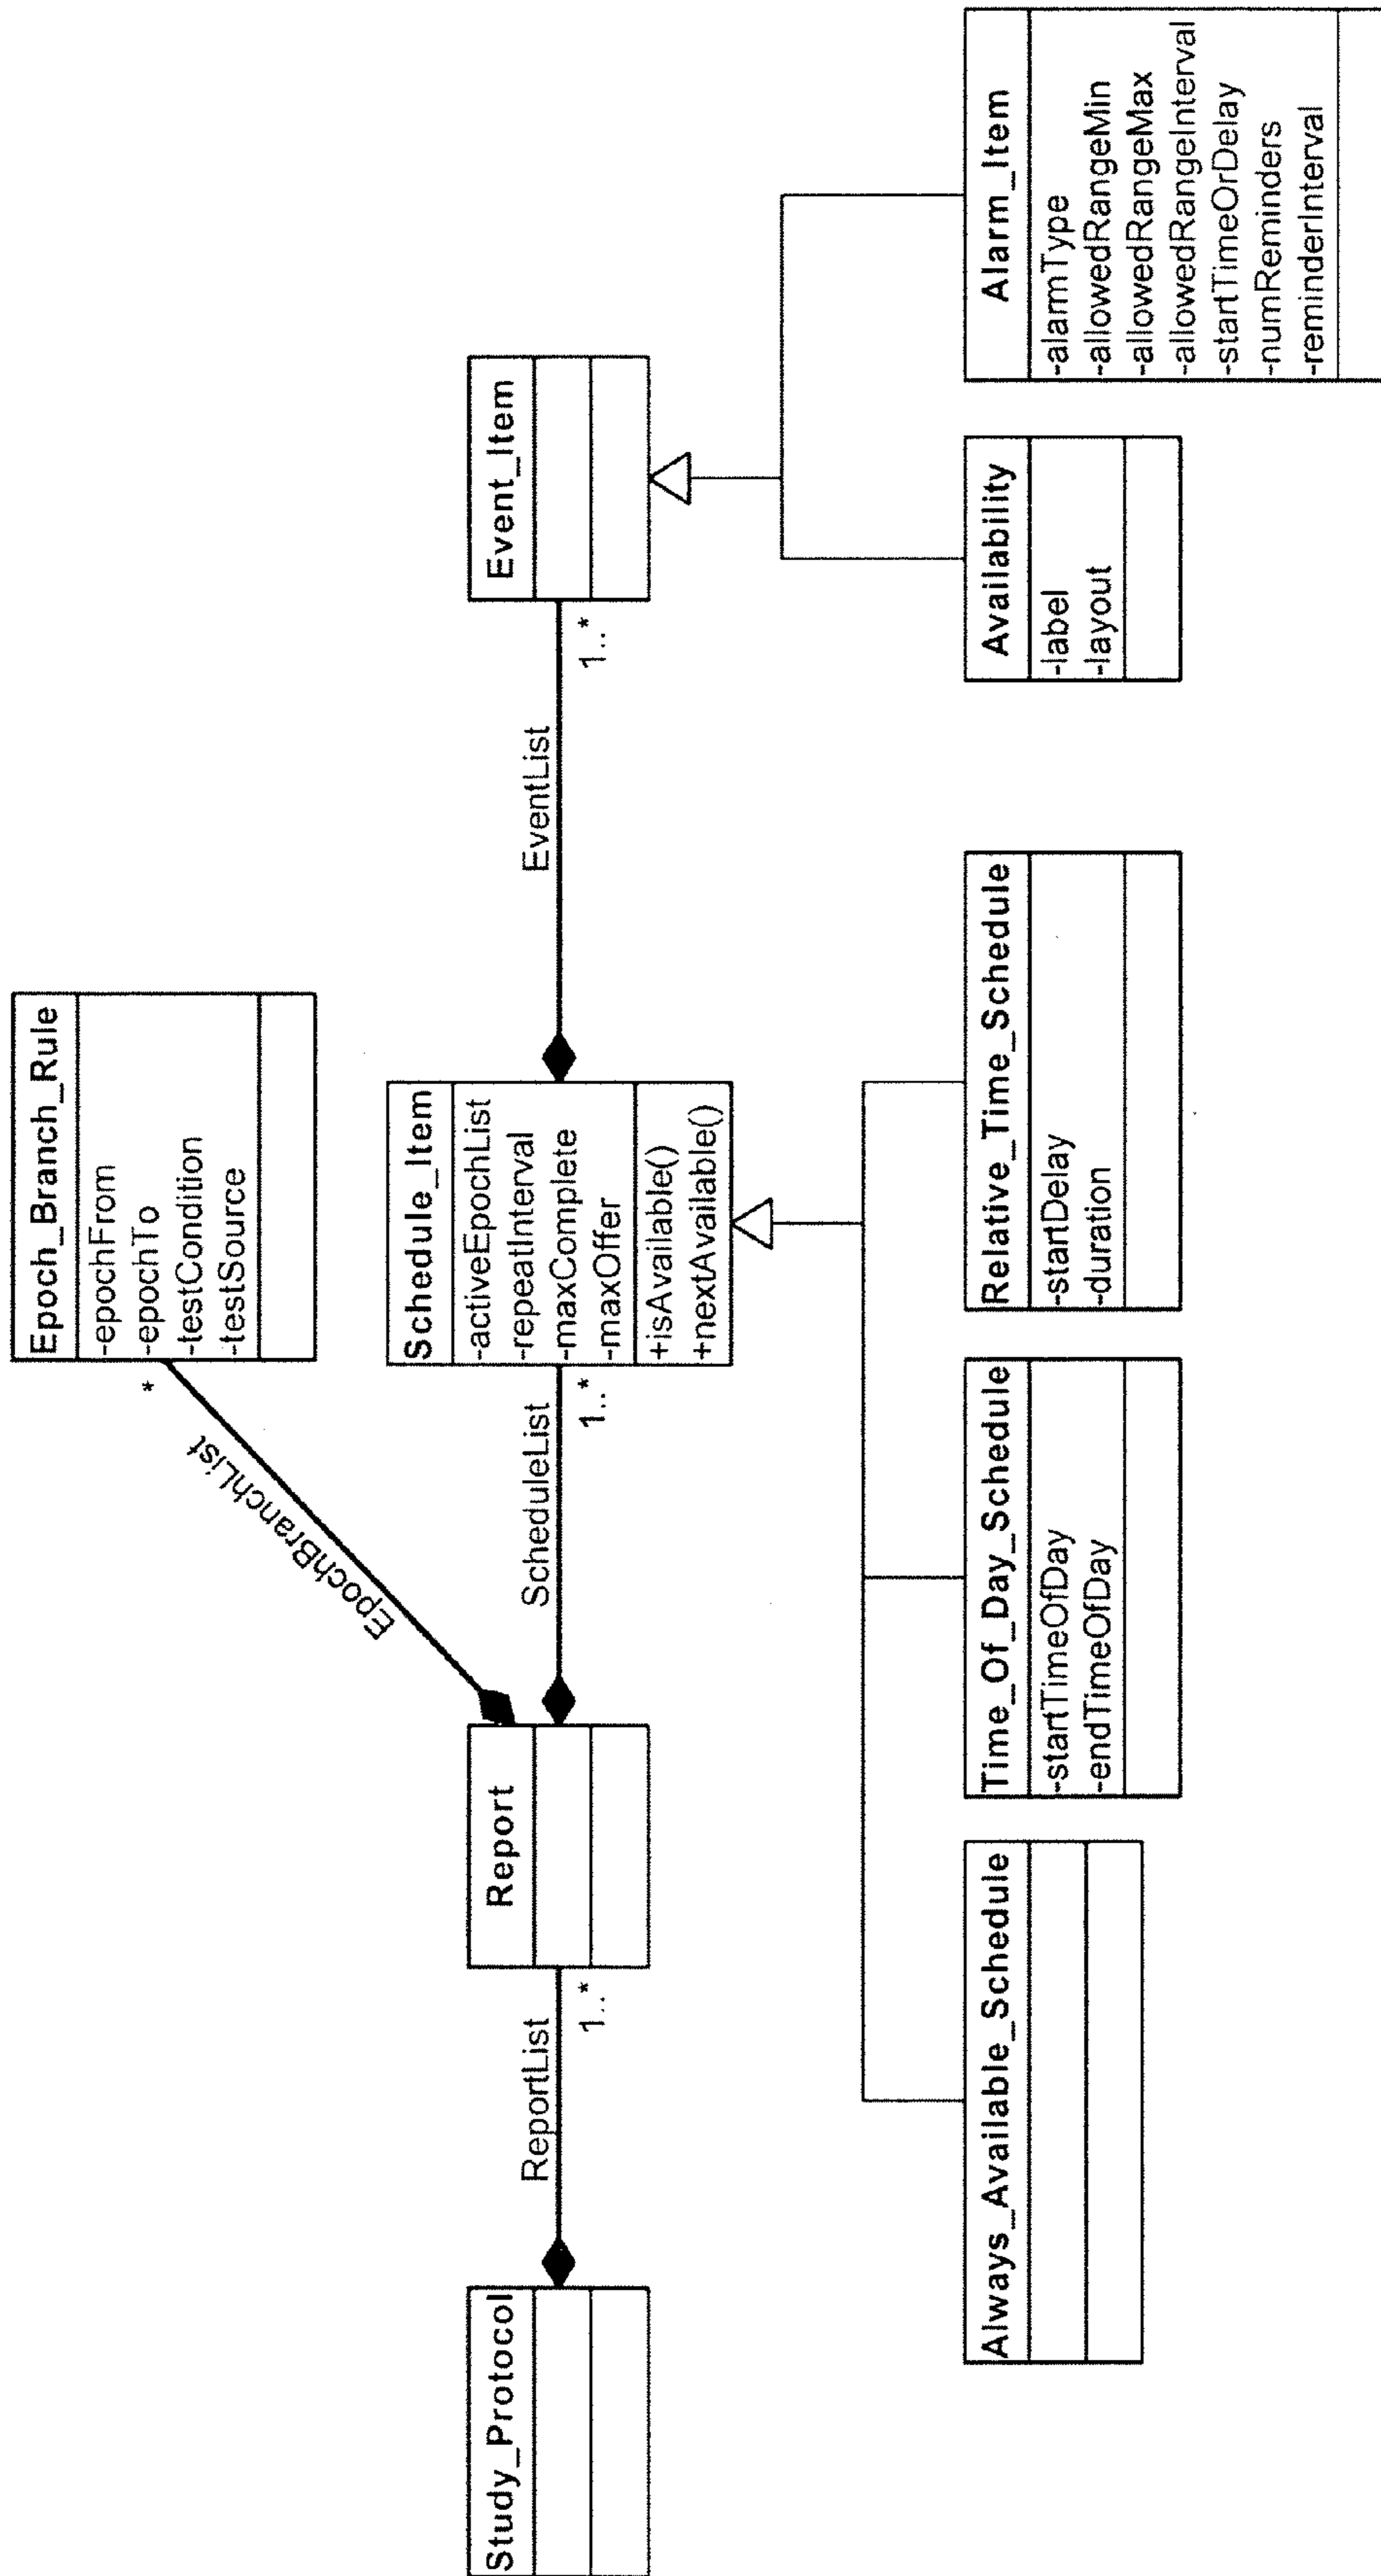 Epoch_Branch_Rule
-epochFrom
-epochTo
-testCondition
-testSource
*
EpochBranchList
Study_Protocol
ReportList
1..*
Report
ScheduleList
1..*
Schedule_Item
-activeEpochList
-repeatInterval
-maxComplete
-maxOffer
+isAvailable()
+nextAvailable()
EventList
1..*
Event_Item
Always_Available_Schedule
Time_Of_Day_Schedule
-startTimeOfDay
-endTimeOfDay
Relative_Time_Schedule
-startDelay
-duration
Availability
-label
-layout
Alarm_Item
-alarmType
-allowedRangeMin
-allowedRangeMax
-allowedRangeInterval
-startTimeOrDelay
-numReminders
-reminderInterval